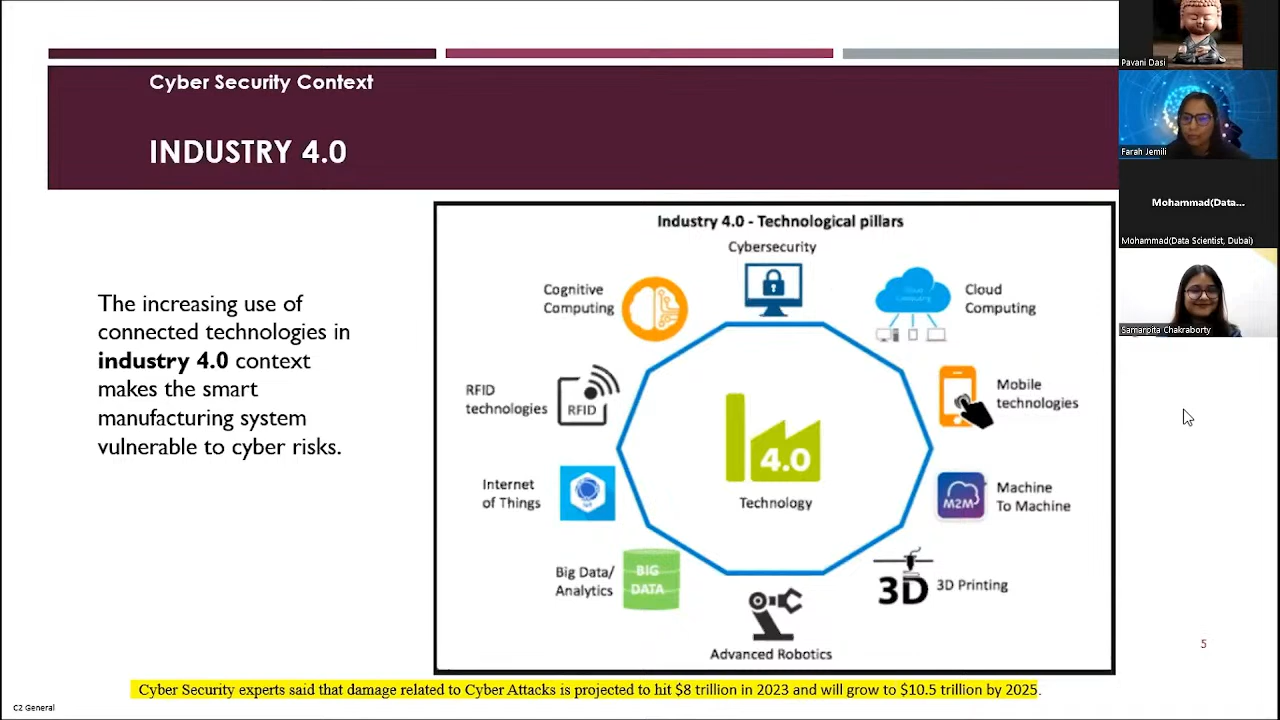 Cyber Security Context
INDUSTRY 4.0
The increasing use of
connected technologies in
industry 4.0 context
makes the smart
manufacturing system
vulnerable to cyber risks.
Industry 4.0 - Technological pillars
Cybersecurity
Cognitive
Computing
Cloud
Computing
RFID
technologies
RFID
Mobile
technologies
4.0
Technology
Internet
of Things
M2M
Machine
To Machine
Big Data/
Analytics
BIG
DATA
3D
3D Printing
Advanced Robotics
5
Cyber Security experts said that damage related to Cyber Attacks is projected to hit $8 trillion in 2023 and will grow to $10.5 trillion by 2025.
C2 General
Pavani Dasi
Farah Jemili
Mohammad(Data...
Mohammad(Data Scientist, Dubai)
Samarpita Chakraborty